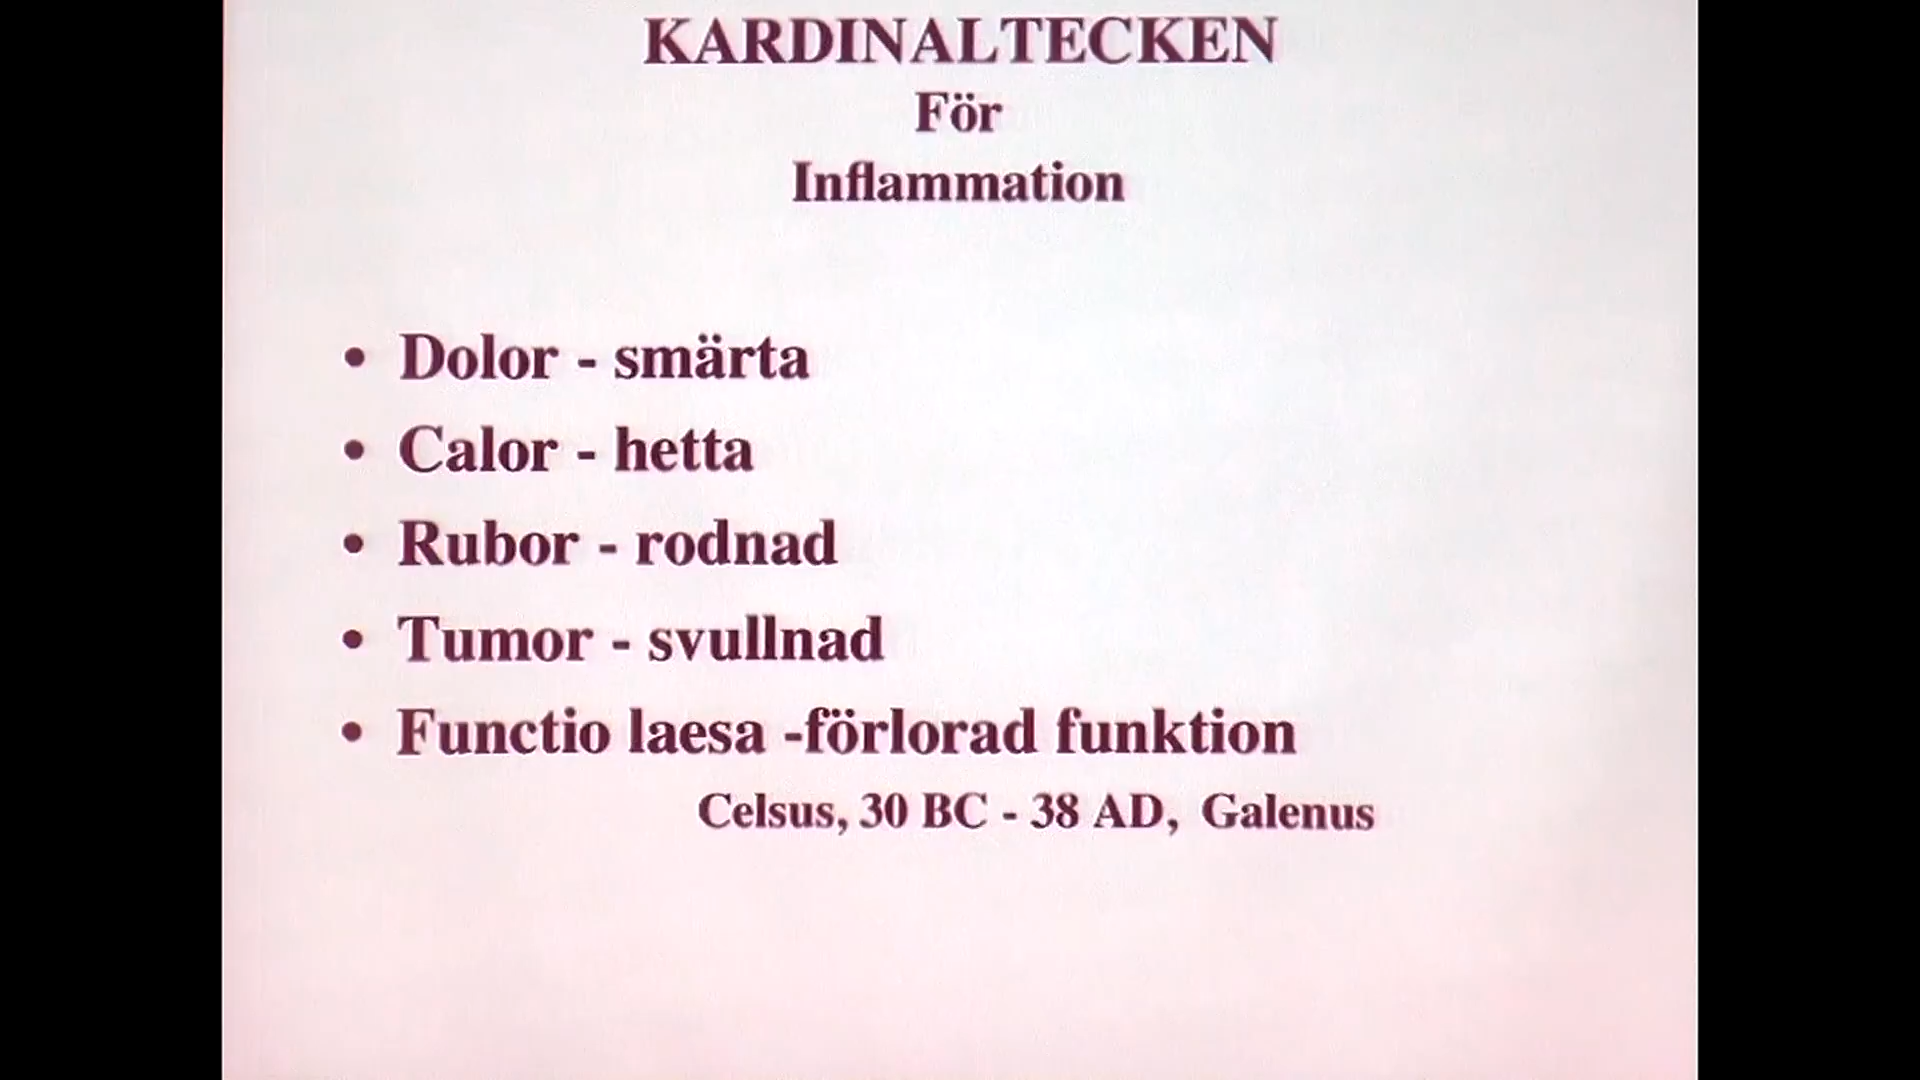 KARDINALTECKEN
För
Inflammation
• Dolor - smärta
• Calor - hetta
• Rubor - rodnad
• Tumor - svullnad
• Functio laesa -förlorad funktion
Celsus, 30 BC - 38 AD, Galenus